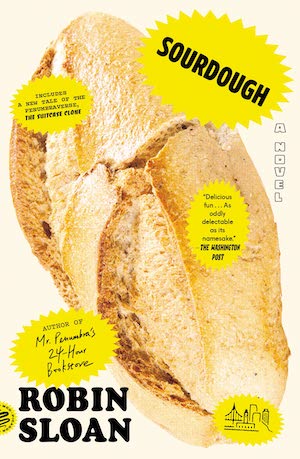 SOURDOUGH
A NOVEL
INCLUDES
A NEW TALE OF THE
PENUMBRAVERSE,
THE SUITCASE CLONE
"Delicious
fun . . . As
oddly
delectable
as its
namesake."
THE WASHINGTON
POST
AUTHOR OF
Mr. Penumbra's
24-Hour
Bookstore
ROBIN
SLOAN